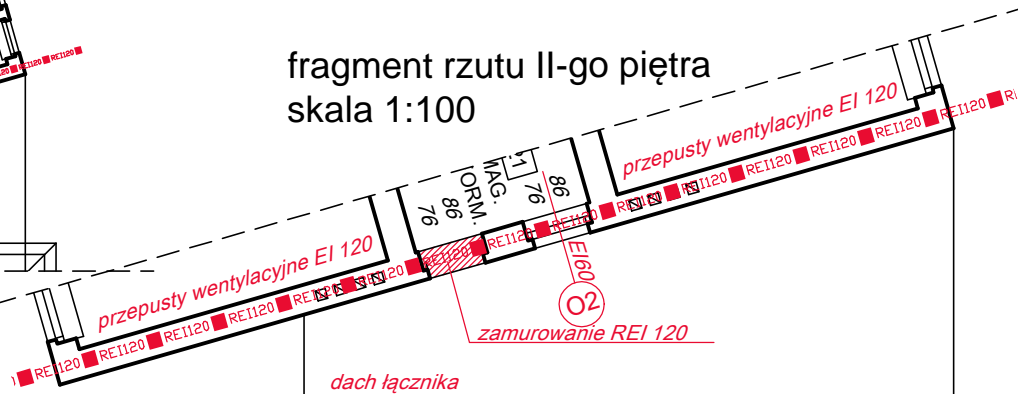 fragment rzutu II-go piętra
skala 1:100
REI120
REI120
przepusty wentylacyjne EI 120
przepusty wentylacyjne EI 120
MAG.
86
76
76
86
REI120
REI120
REI120
REI120
REI120
REI120
REI120
REI120
REI120
REI120
REI120
REI120
REI120
REI120
EI60
O2
zamurowanie REI 120
dach łącznika